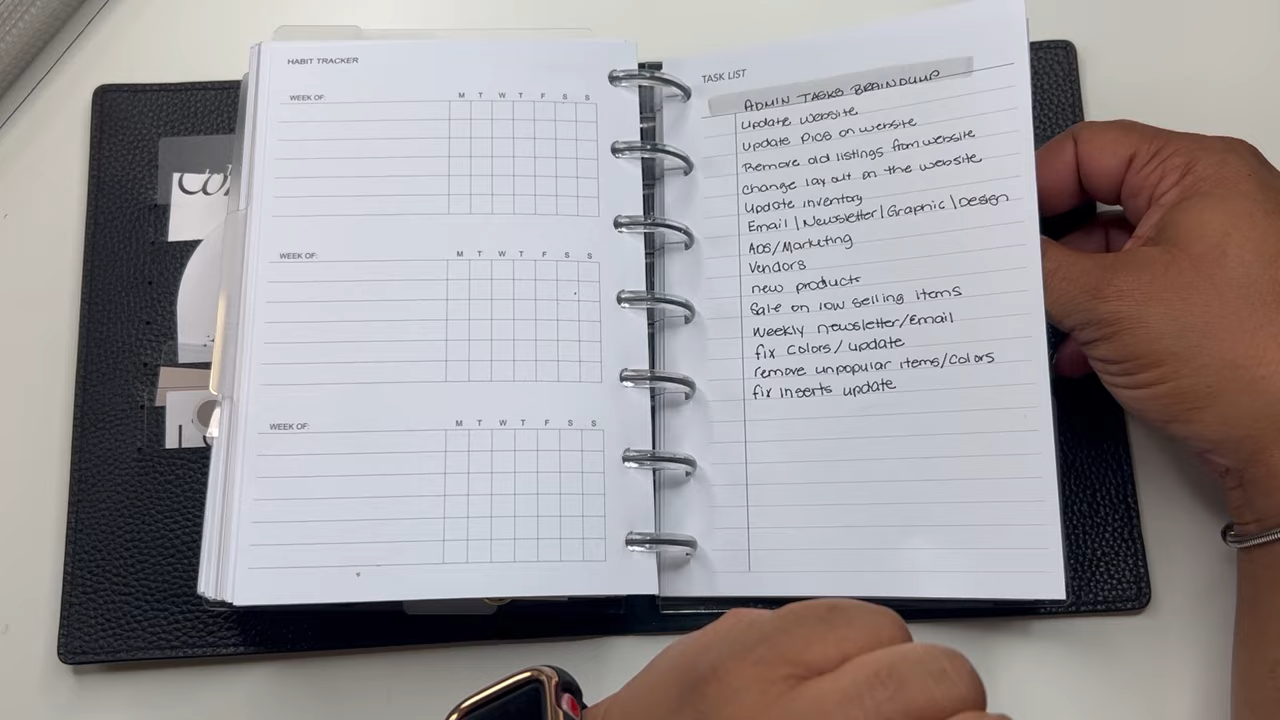 HABIT TRACKER
WEEK OF: M T W T F S S
WEEK OF: M T W T F S S
WEEK OF: M T W T F S S
TASK LIST
ADMIN TASKS BRAINDUMP
update website
update Pics on website
Remove old listings from website
Change lay out on the website
update inventory
Email | Newsletter | Graphic | Design
ADS/Marketing
Vendors
new products
Sale on low selling items
weekly newsletter/Email
fix colors/update
remove unpopular items/colors
fix inserts update